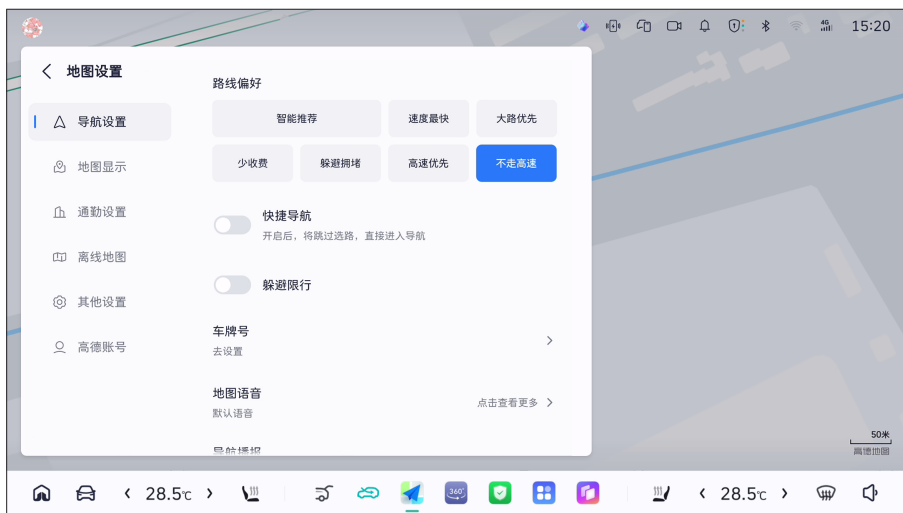 4G
15:20
地图设置
导航设置
地图显示
通勤设置
离线地图
其他设置
高德账号
路线偏好
智能推荐
速度最快
大路优先
少收费
躲避拥堵
高速优先
不走高速
快捷导航
开启后，将跳过选路，直接进入导航
躲避限行
车牌号
去设置
地图语音
默认语音
点击查看更多
导航播报
50米
高德地图
28.5℃
360°
28.5℃